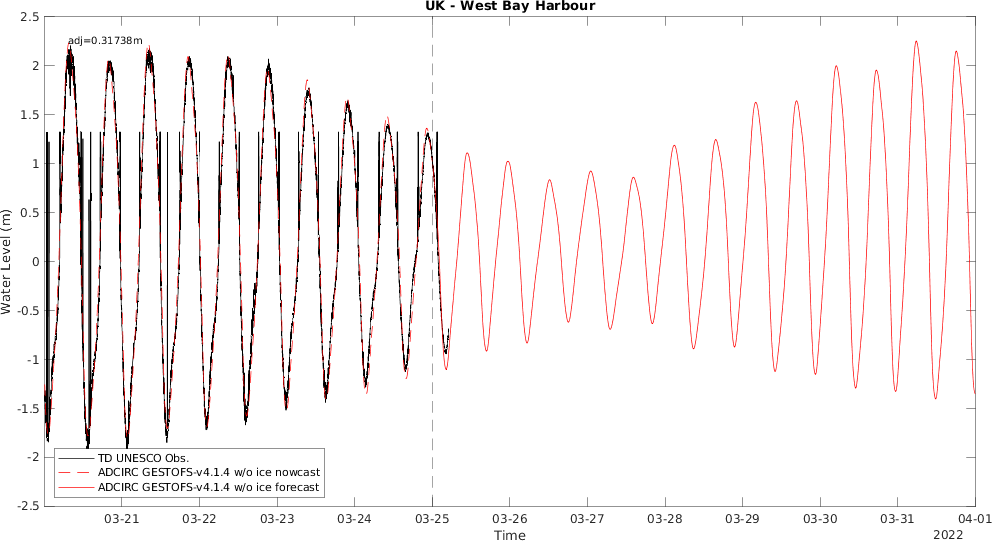 UK - West Bay Harbour
adj=0.31738m
2.5
2
1.5
1
0.5
0
-0.5
-1
-1.5
-2
-2.5
Water Level (m)
TD UNESCO Obs.
ADCIRC GESTOFS-v4.1.4 w/o ice nowcast
ADCIRC GESTOFS-v4.1.4 w/o ice forecast
03-21 03-22 03-23 03-24 03-25 03-26 03-27 03-28 03-29 03-30 03-31 04-01
Time
2022